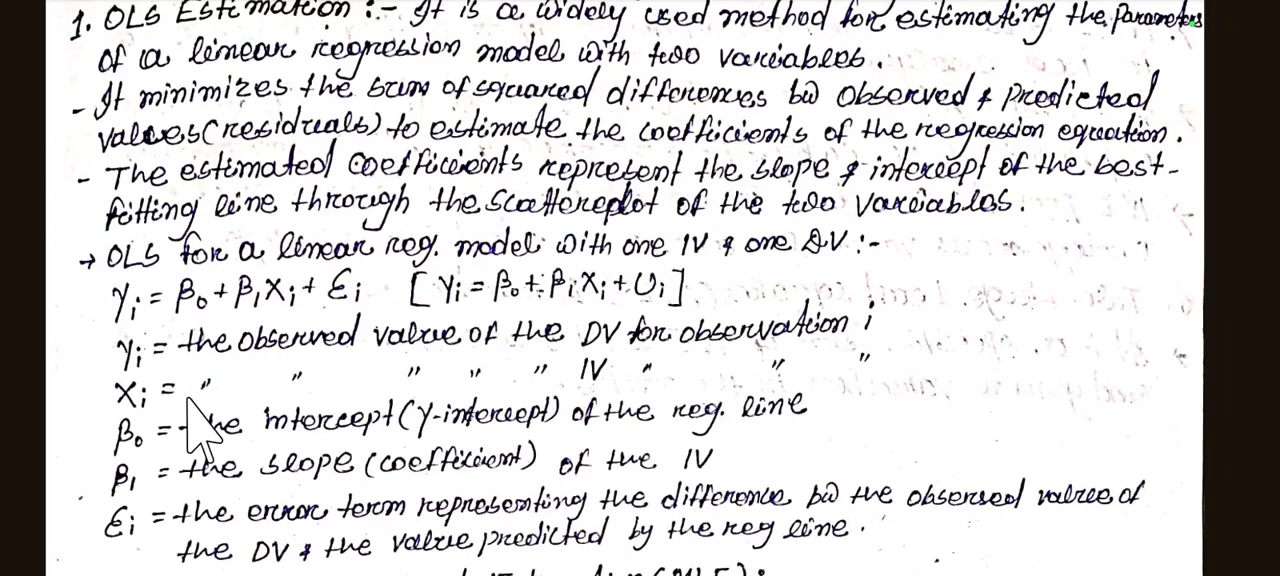 1. OLS Estimation :- It is a widely used method for estimating the parameters
of a linear regression model with two variables.
- It minimizes the sum of squared differences bw observed & predicted
values (residuals) to estimate the coefficients of the regression equation.
- The estimated coefficients represent the slope & intercept of the best-
fitting line through the scatterplot of the two variables.
→ OLS for a linear reg. model with one IV & one DV :-
Yi = β0 + β1Xi + Ɛi [Yi = β0 + β1Xi + Ui]
Yi = the observed value of the DV for observation i
Xi = " " " " " IV " " "
β0 = the intercept (Y-intercept) of the reg. line
β1 = the slope (coefficient) of the IV
Ɛi = the error term representing the difference bw the observed value of
the DV & the value predicted by the reg line.